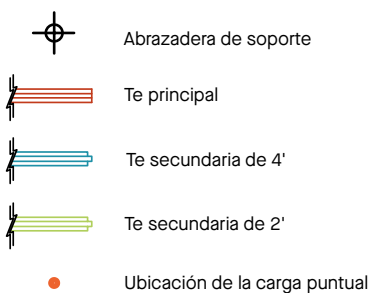 Abrazadera de soporte
Te principal
Te secundaria de 4'
Te secundaria de 2'
Ubicación de la carga puntual